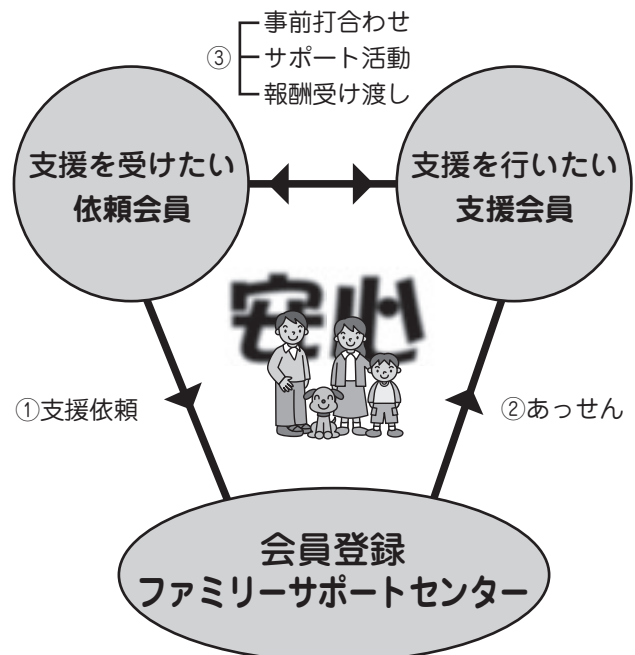 ③
事前打合わせ
サポート活動
報酬受け渡し
支援を受けたい
依頼会員
支援を行いたい
支援会員
安心
①支援依頼
②あっせん
会員登録
ファミリーサポートセンター